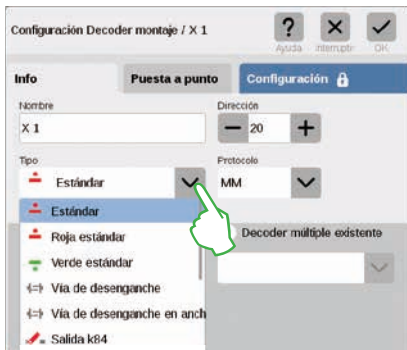 Configuración Decoder montaje / X 1
?
Ayuda Interrumpir OK
Info Puesta a punto Configuración
Nombre Dirección
X 1 20
Tipo Protocolo
Estándar MM
Estándar
Roja estándar
Decoder múltiple existente
Verde estándar
Vía de desenganche
Vía de desenganche en anch
Salida k84